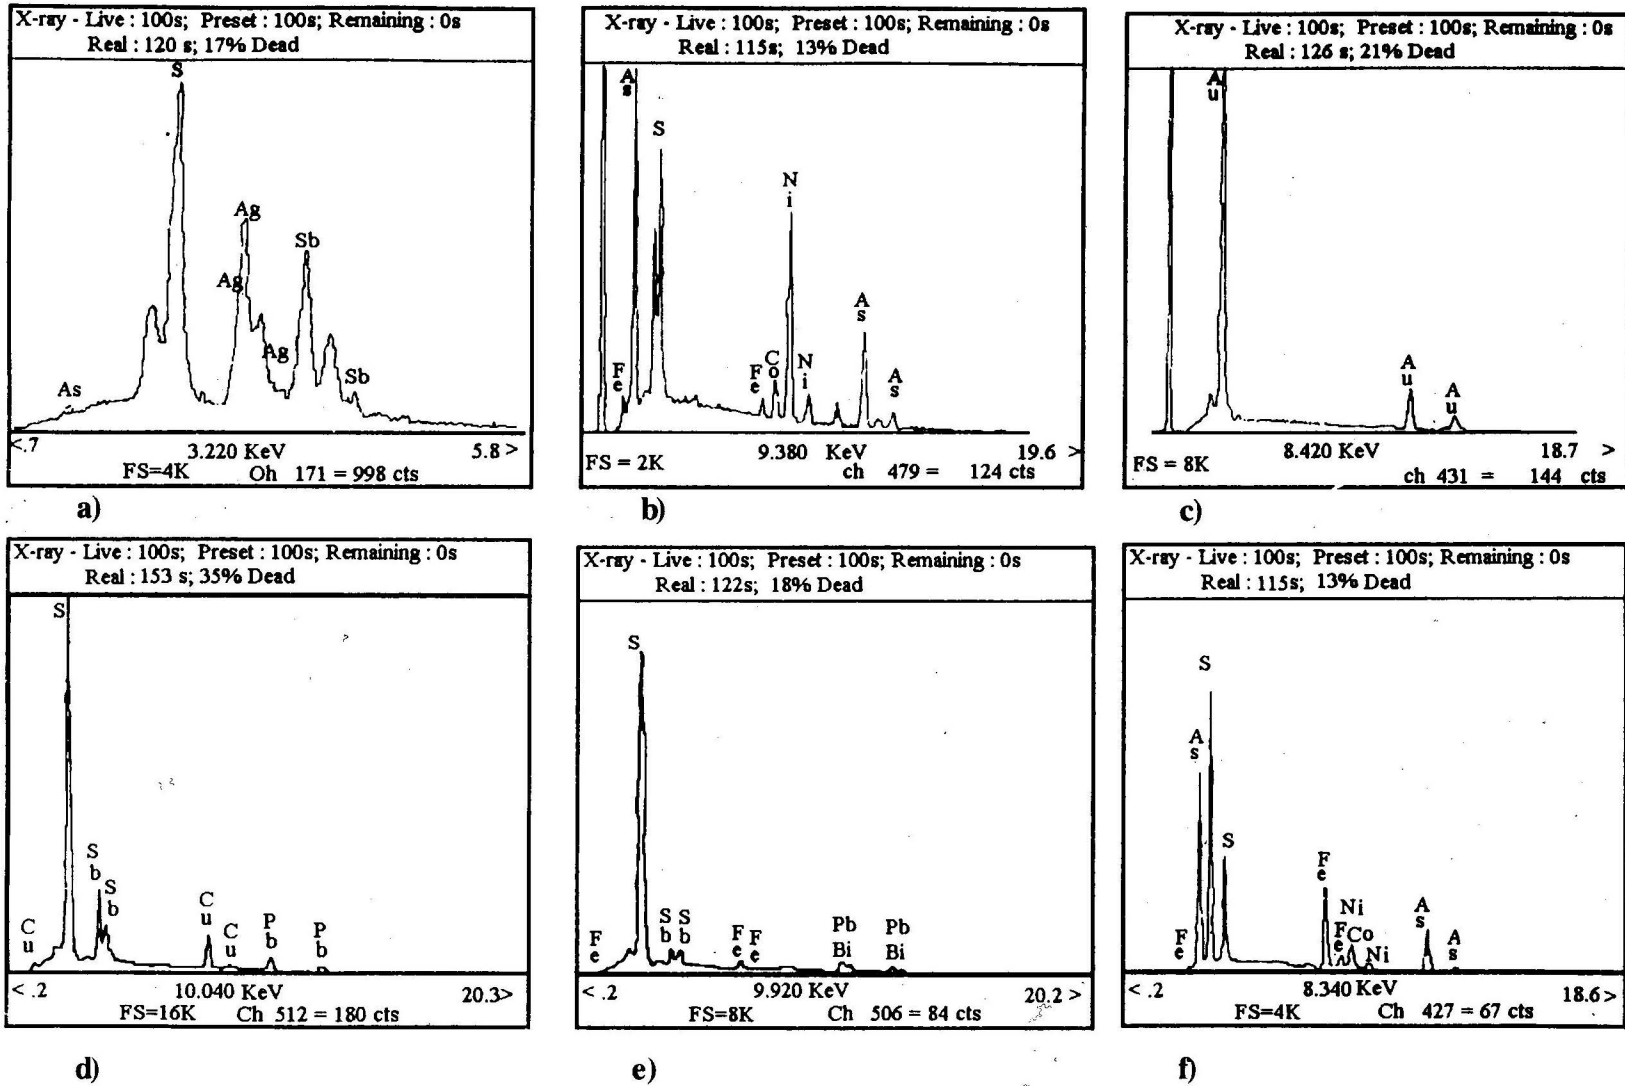 X-ray - Live : 100s; Preset : 100s; Remaining : 0s
Real : 120 s; 17% Dead
S
Ag
Sb
Ag
Ag
As
Sb
<.7
3.220 KeV
5.8 >
FS=4K
Oh 171 = 998 cts
a)
X-ray - Live : 100s; Preset : 100s; Remaining : 0s
Real : 115s; 13% Dead
As
S
Ni
As
Fe
Fe
Co
Ni
As
9.380 KeV
19.6 >
FS = 2K
ch 479 = 124 cts
b)
X-ray - Live : 100s; Preset : 100s; Remaining : 0s
Real : 126 s; 21% Dead
Au
Au
Au
8.420 KeV
18.7 >
FS = 8K
ch 431 = 144 cts
c)
X-ray - Live : 100s; Preset : 100s; Remaining : 0s
Real : 153 s; 35% Dead
S
Sb
Sb
Cu
Cu
Cu
Pb
Pb
< .2
10.040 KeV
20.3>
FS=16K
Ch 512 = 180 cts
d)
X-ray - Live : 100s; Preset : 100s; Remaining : 0s
Real : 122s; 18% Dead
S
Fe
Sb
Sb
Fe
Fe
Pb
Bi
Pb
Bi
< .2
9.920 KeV
20.2 >
FS=8K
Ch 506 = 84 cts
e)
X-ray - Live : 100s; Preset : 100s; Remaining : 0s
Real : 115s; 13% Dead
S
As
S
Fe
Fe
Ni
Fe
Co
Ni
As
As
< .2
8.340 KeV
18.6 >
FS=4K
Ch 427 = 67 cts
f)